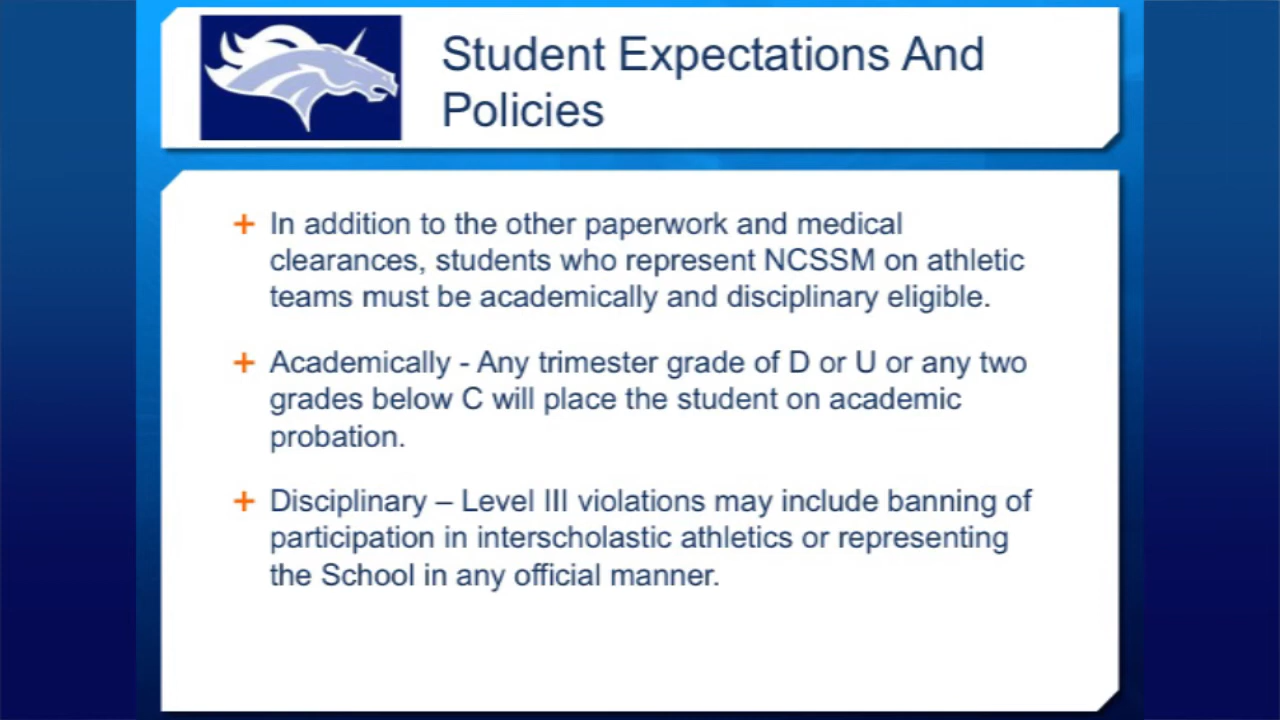 Student Expectations And
Policies
+ In addition to the other paperwork and medical
clearances, students who represent NCSSM on athletic
teams must be academically and disciplinary eligible.
+ Academically - Any trimester grade of D or U or any two
grades below C will place the student on academic
probation.
+ Disciplinary – Level III violations may include banning of
participation in interscholastic athletics or representing
the School in any official manner.